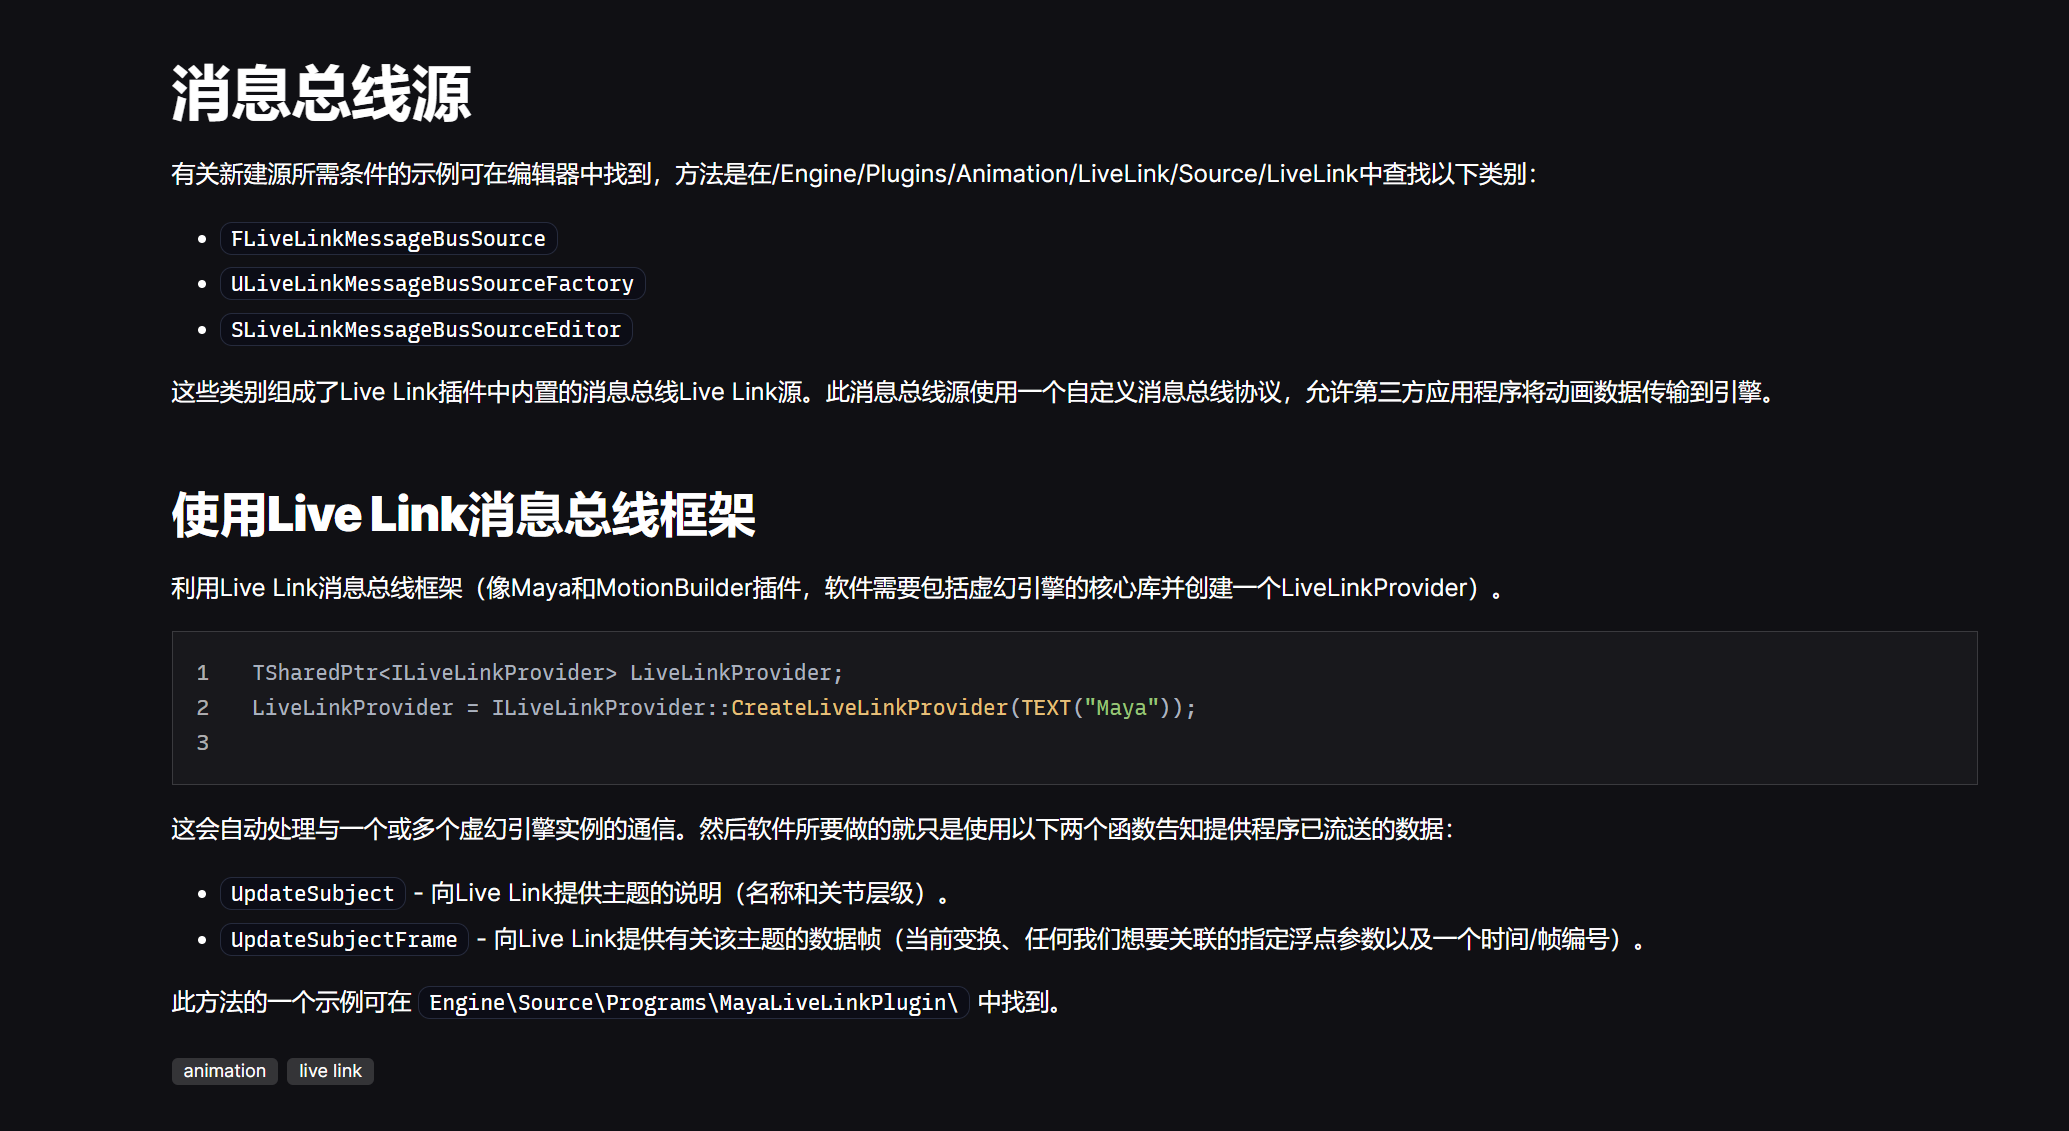 消息总线源
有关新建源所需条件的示例可在编辑器中找到，方法是在/Engine/Plugins/Animation/LiveLink/Source/LiveLink中查找以下类别：
FLiveLinkMessageBusSource
ULiveLinkMessageBusSourceFactory
SLiveLinkMessageBusSourceEditor
这些类别组成了Live Link插件中内置的消息总线Live Link源。此消息总线源使用一个自定义消息总线协议，允许第三方应用程序将动画数据传输到引擎。
使用Live Link消息总线框架
利用Live Link消息总线框架（像Maya和MotionBuilder插件，软件需要包括虚幻引擎的核心库并创建一个LiveLinkProvider）。
1 TSharedPtr<ILiveLinkProvider> LiveLinkProvider;
2 LiveLinkProvider = ILiveLinkProvider::CreateLiveLinkProvider(TEXT("Maya"));
3
这会自动处理与一个或多个虚幻引擎实例的通信。然后软件所要做的就只是使用以下两个函数告知提供程序已流送的数据：
UpdateSubject - 向Live Link提供主题的说明（名称和关节层级）。
UpdateSubjectFrame - 向Live Link提供有关该主题的数据帧（当前变换、任何我们想要关联的指定浮点参数以及一个时间/帧编号）。
此方法的一个示例可在 Engine\Source\Programs\MayaLiveLinkPlugin\ 中找到。
animation live link